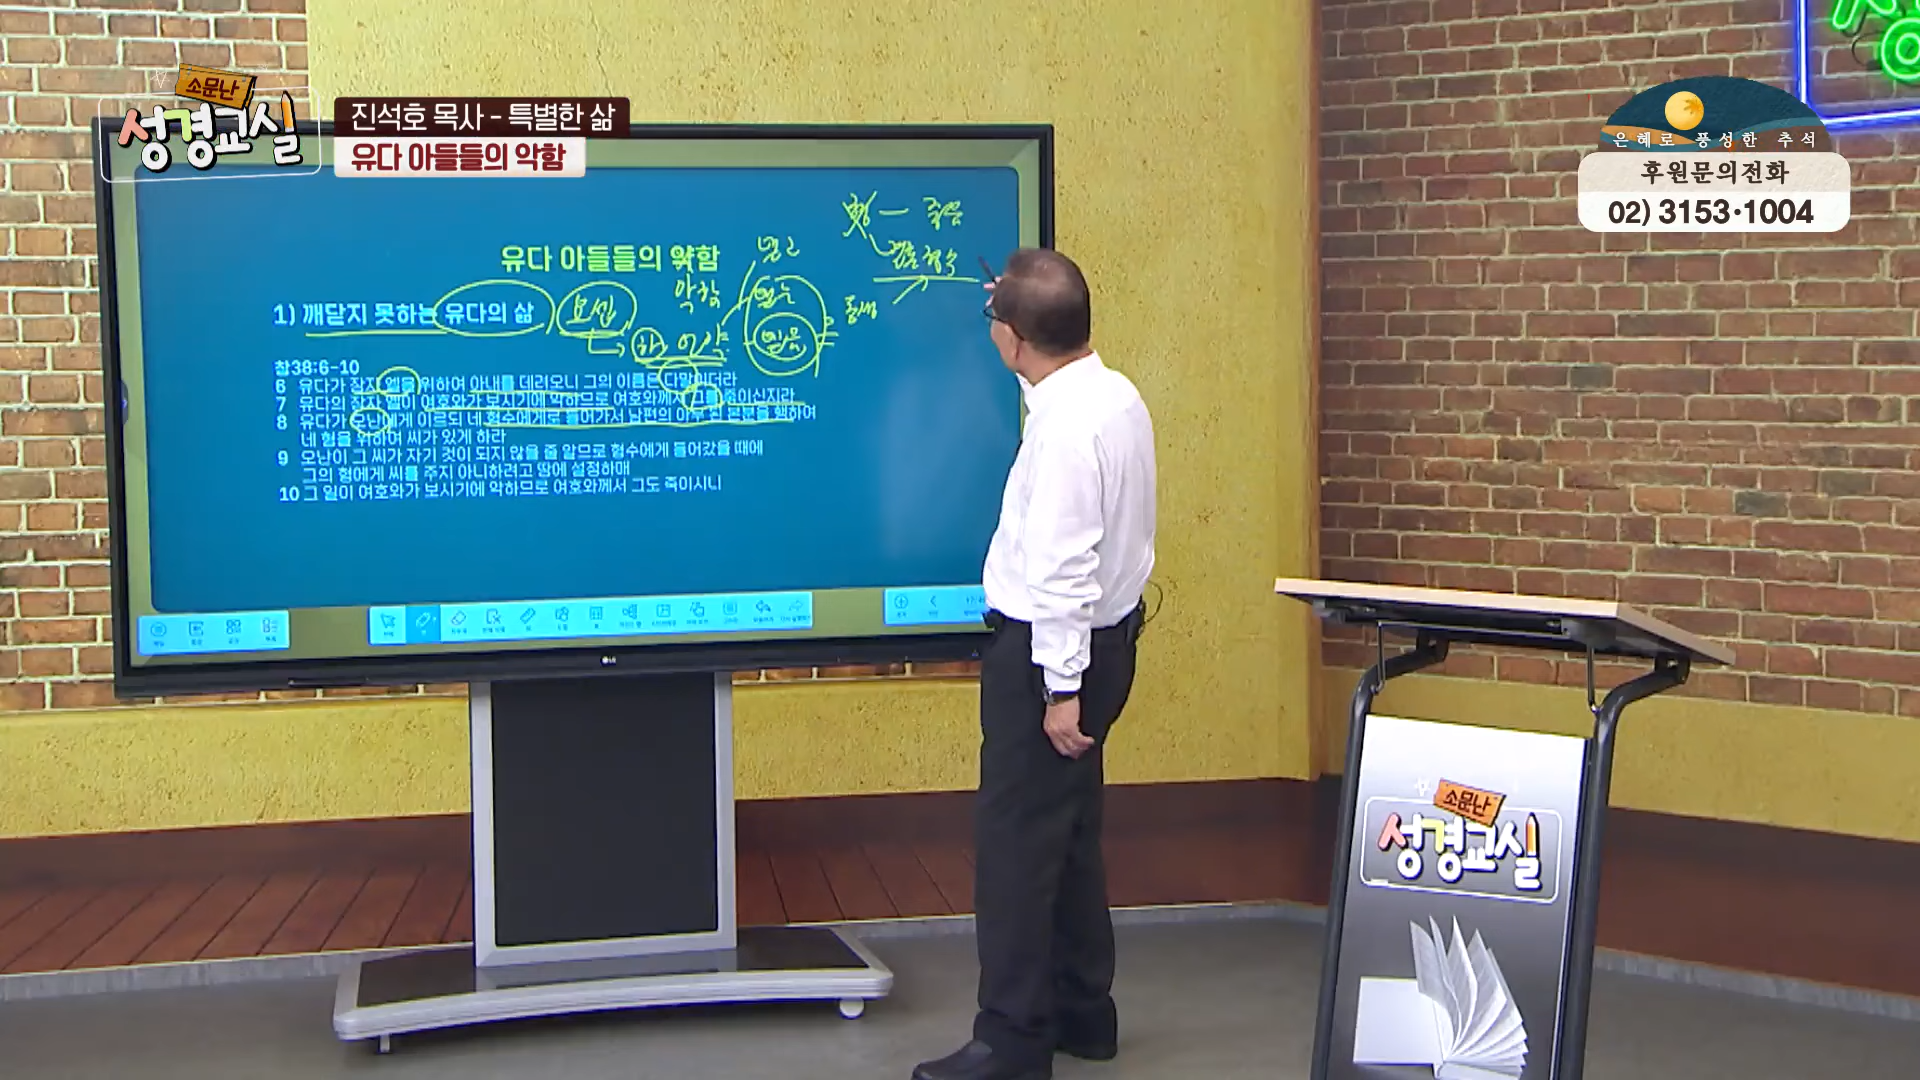 소문난
성경교실
진석호 목사 - 특별한 삶
유다 아들들의 악함
은혜로 풍성한 추석
후원문의전화
02) 3153·1004
유다 아들들의 악함
악함
1) 깨닫지 못하는 유다의 삶
요셉
언약
믿음
형 — 죽음
동생
창38:6-10
6 유다가 장자 엘을 위하여 아내를 데려오니 그의 이름은 다말이더라
7 유다의 장자 엘이 여호와가 보시기에 악하므로 여호와께서 그를 죽이신지라
8 유다가 오난에게 이르되 네 형수에게로 들어가서 남편의 아우 된 본분을 행하여
네 형을 위하여 씨가 있게 하라
9 오난이 그 씨가 자기 것이 되지 않을 줄 알므로 형수에게 들어갔을 때에
그의 형에게 씨를 주지 아니하려고 땅에 설정하매
10 그 일이 여호와가 보시기에 악하므로 여호와께서 그도 죽이시니
LG
소문난
성경교실